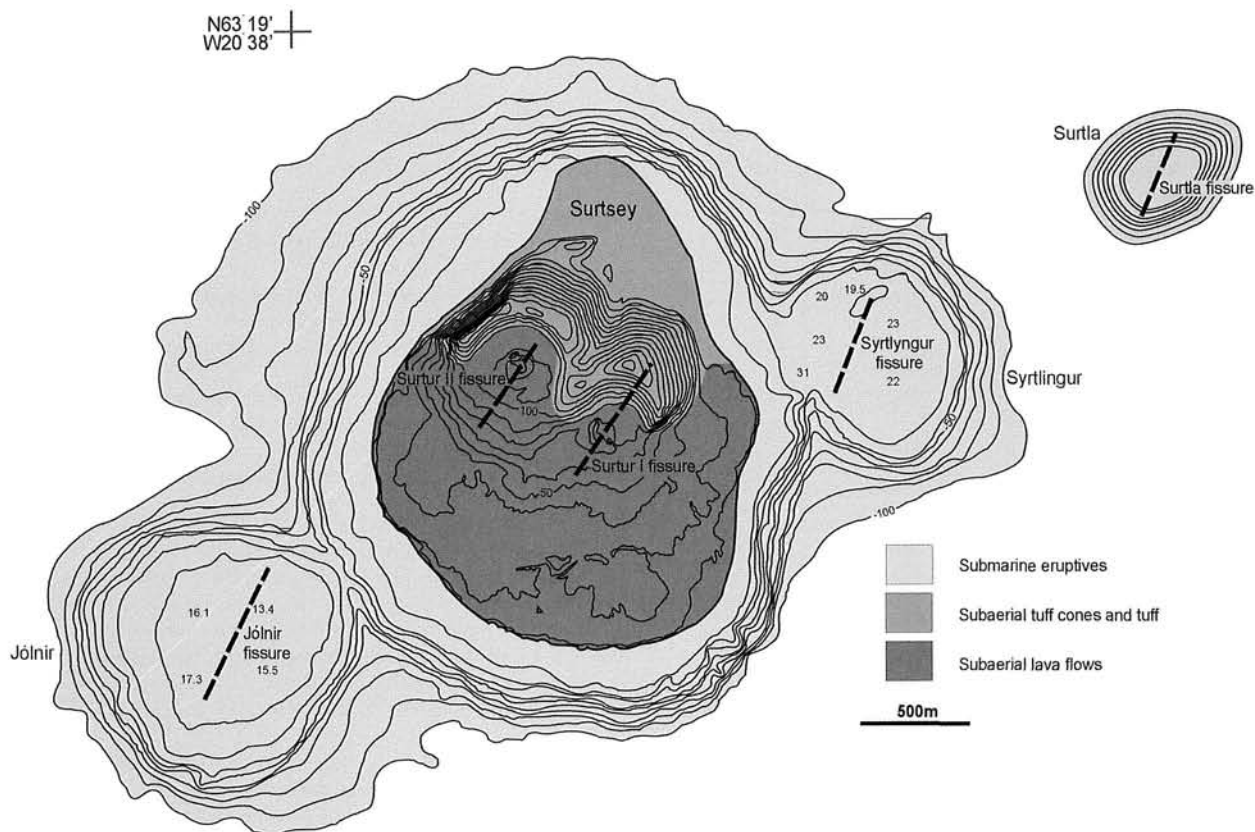 N63 19'
W20 38'
Surtla
Surtla fissure
-100
Surtsey
-50
20
19.5
23
23
Syrtlyngur
fissure
31
22
Syrtlingur
Surtur II fissure
100
-50
Surtur I fissure
50
-100
Submarine eruptives
Subaerial tuff cones and tuff
Subaerial lava flows
500m
16.1
13.4
Jólnir
fissure
15.5
17.3
Jólnir